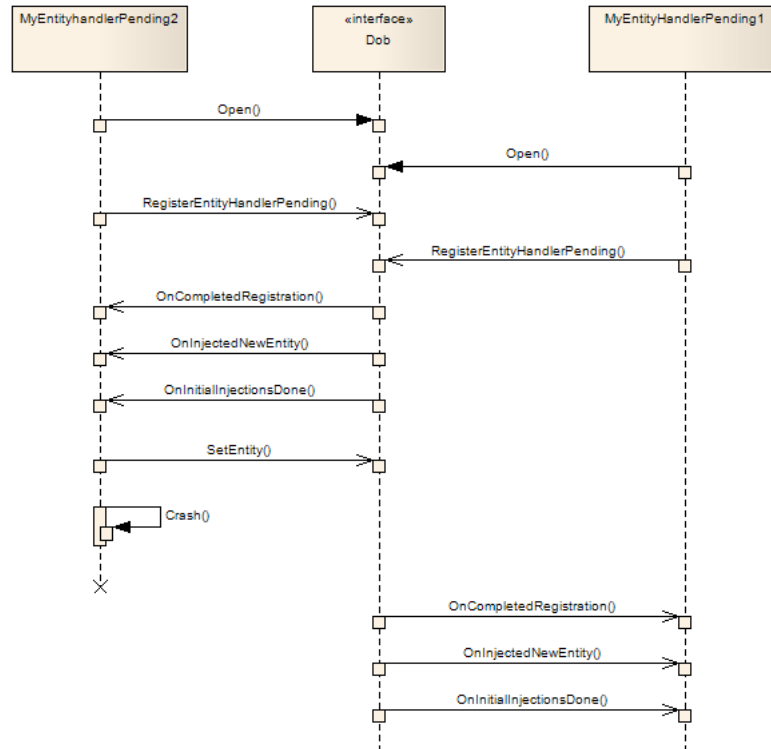 MyEntityhandlerPending2
«interface»
Dob
MyEntityHandlerPending1
Open()
Open()
RegisterEntityHandlerPending()
RegisterEntityHandlerPending()
OnCompletedRegistration()
OnInjectedNewEntity()
OnInitialInjectionsDone()
SetEntity()
Crash()
OnCompletedRegistration()
OnInjectedNewEntity()
OnInitialInjectionsDone()